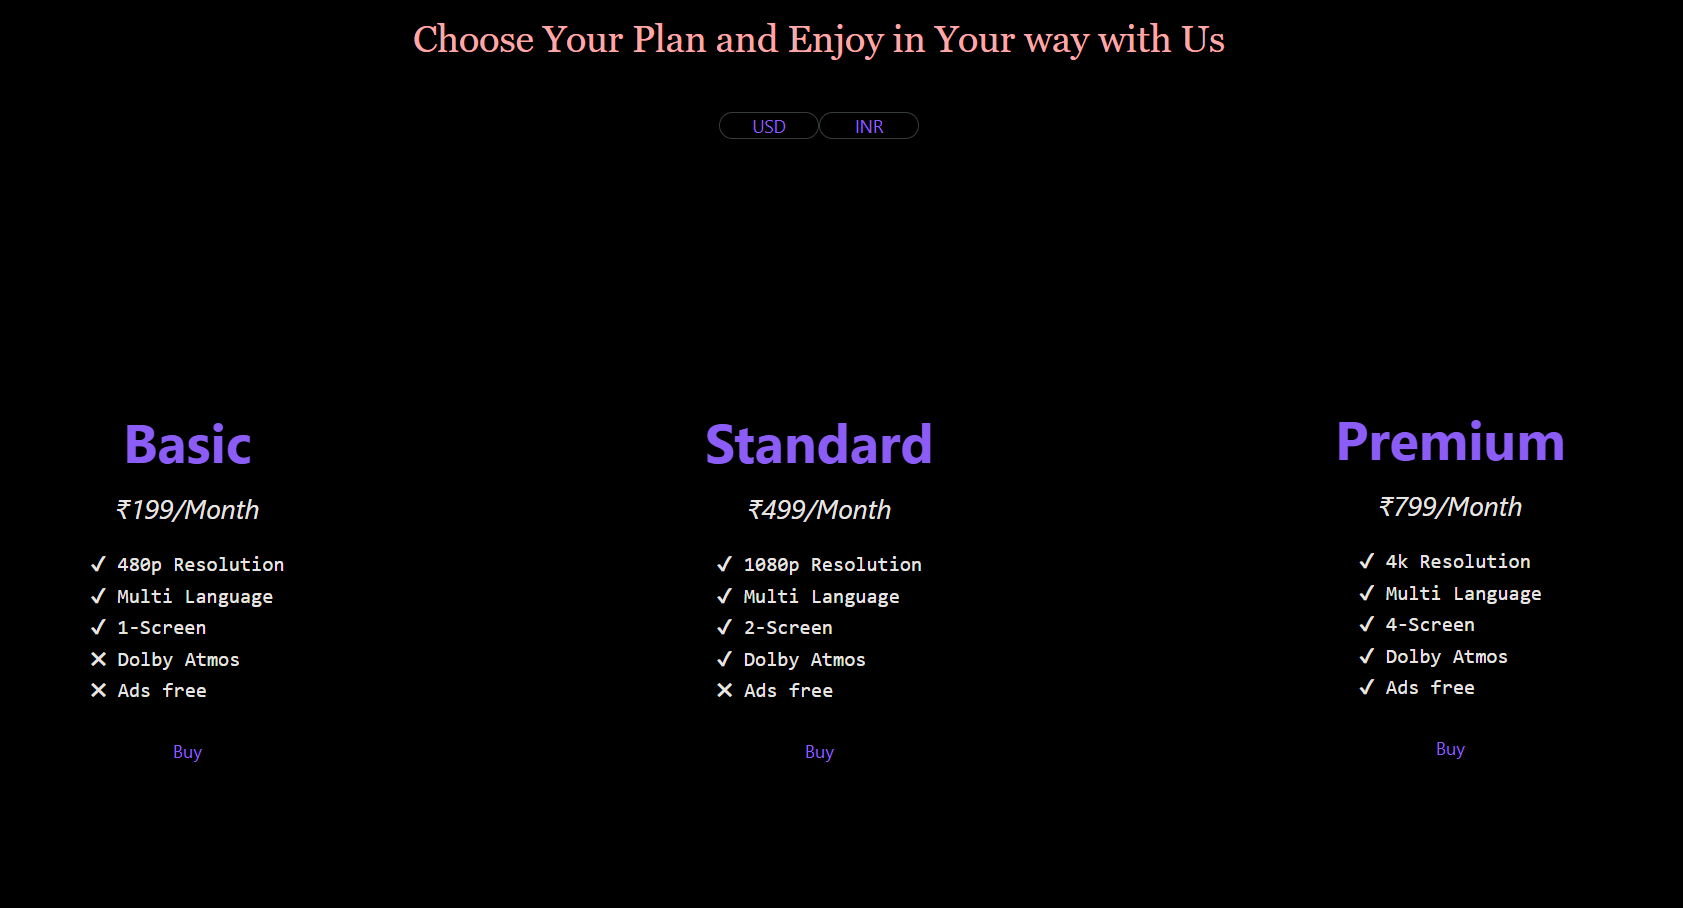 Choose Your Plan and Enjoy in Your way with Us
USD INR
Basic
₹199/Month
✓ 480p Resolution
✓ Multi Language
✓ 1-Screen
✕ Dolby Atmos
✕ Ads free
Buy
Standard
₹499/Month
✓ 1080p Resolution
✓ Multi Language
✓ 2-Screen
✓ Dolby Atmos
✕ Ads free
Buy
Premium
₹799/Month
✓ 4k Resolution
✓ Multi Language
✓ 4-Screen
✓ Dolby Atmos
✓ Ads free
Buy